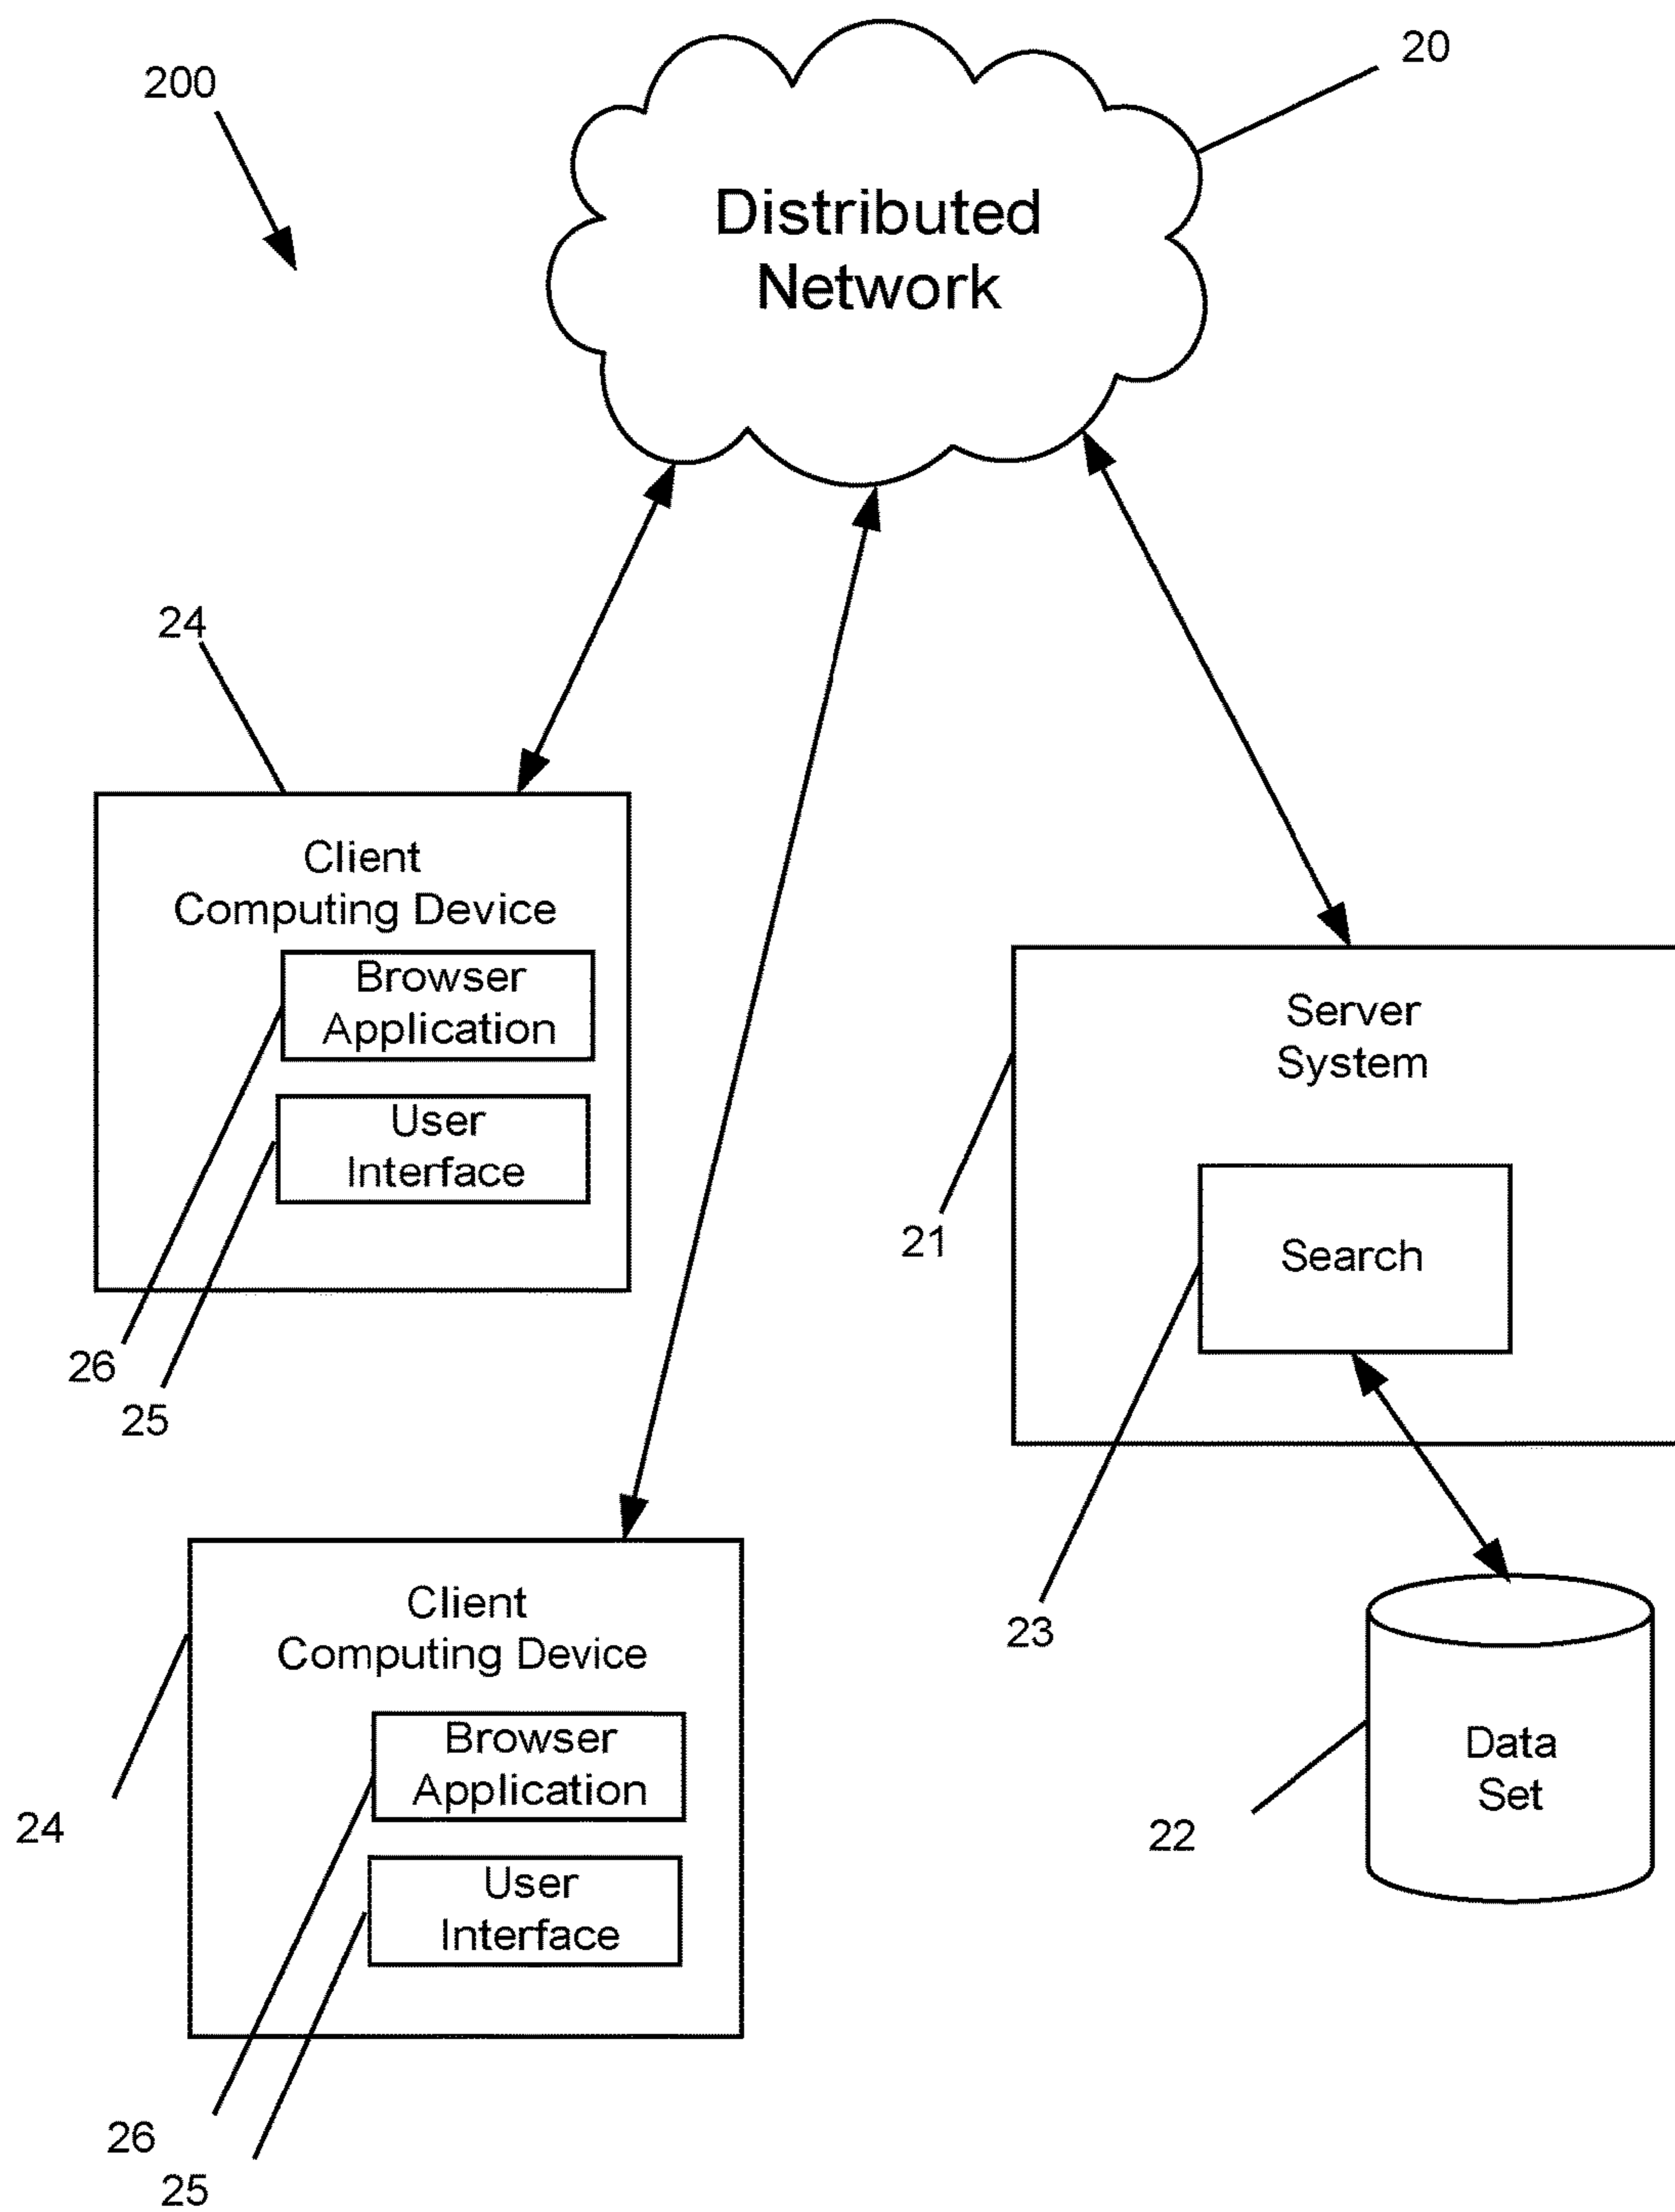 200
20
Distributed
Network
24
Client
Computing Device
Browser
Application
User
Interface
26
25
Server
System
Search
21
23
Client
Computing Device
Browser
Application
User
Interface
24
26
25
Data
Set
22